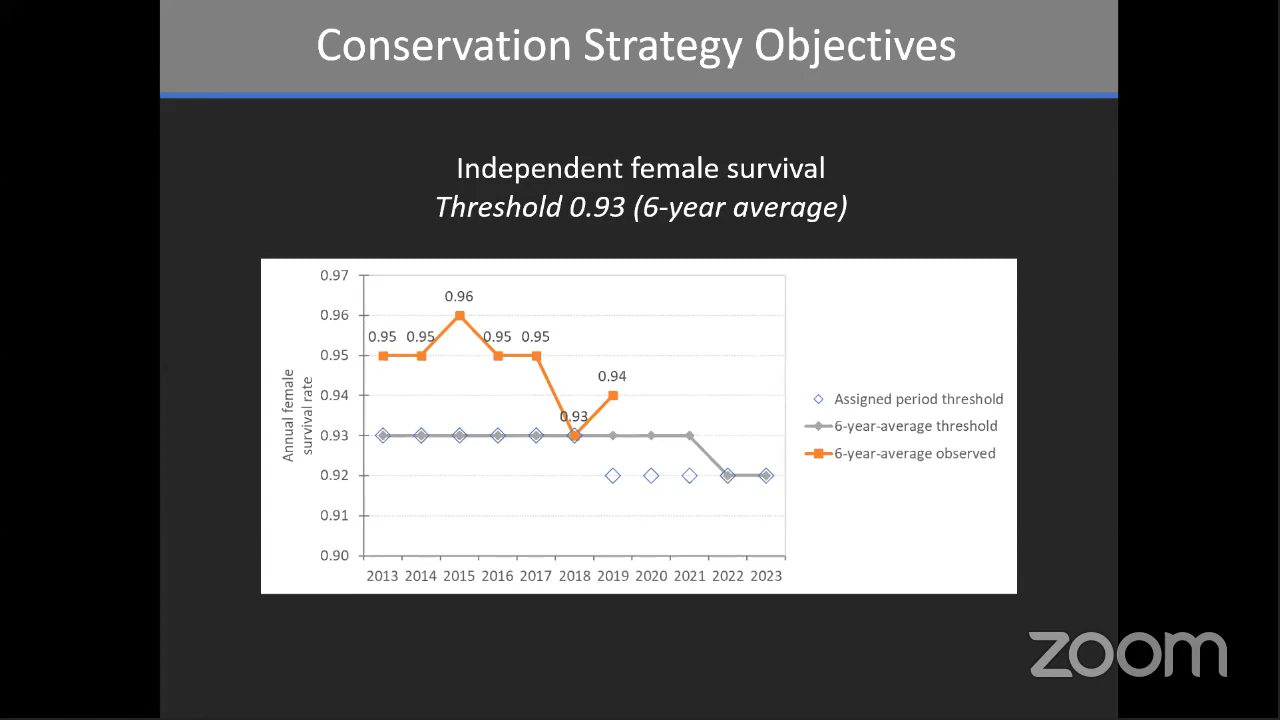 Conservation Strategy Objectives
Independent female survival
Threshold 0.93 (6-year average)
0.97
0.96
0.95
0.94
0.93
0.92
0.91
0.90
Annual female
survival rate
0.95
0.95
0.96
0.95
0.95
0.93
0.94
2013 2014 2015 2016 2017 2018 2019 2020 2021 2022 2023
Assigned period threshold
6-year-average threshold
6-year-average observed
zoom